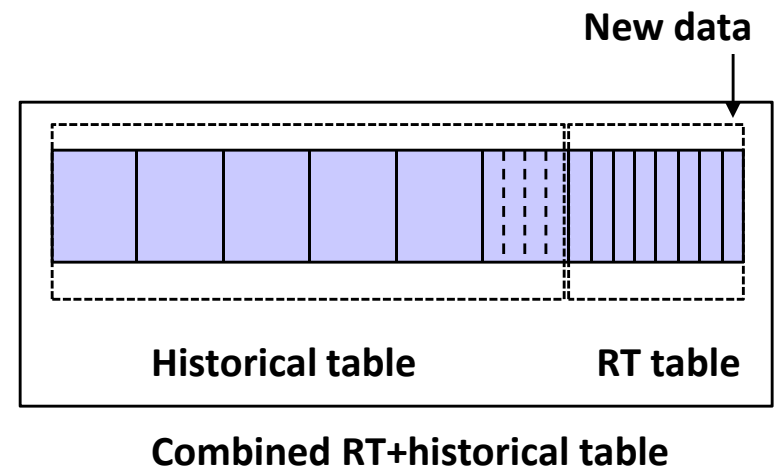 New data
Historical table RT table
Combined RT+historical table